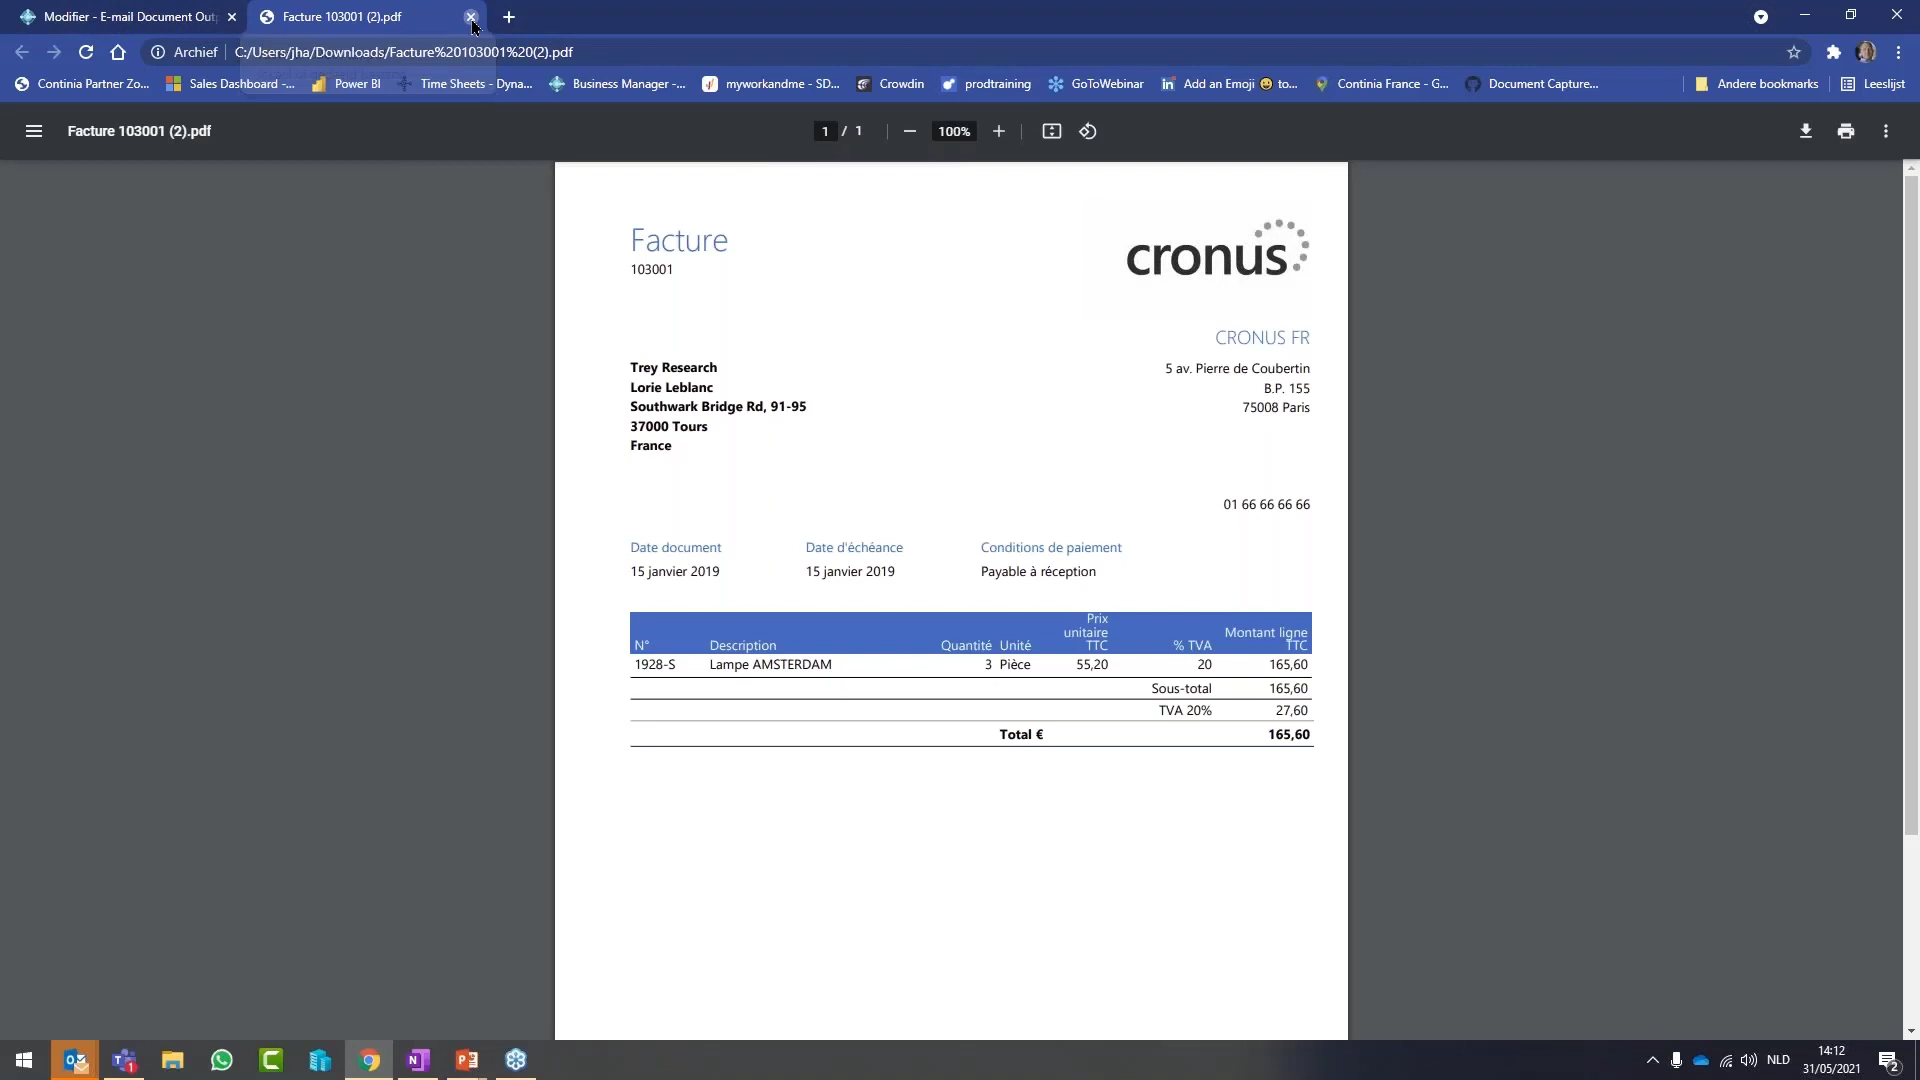 Modifier - E-mail Document Out
Facture 103001 (2).pdf
Archief
C:/Users/jha/Downloads/Facture%20103001%20(2).pdf
Continia Partner Zo...
Sales Dashboard -...
Power BI
Time Sheets - Dyna...
Business Manager -...
myworkandme - SD...
Crowdin
prodtraining
GoToWebinar
Add an Emoji 😀 to...
Continia France - G...
Document Capture...
Andere bookmarks
Leeslijst
Facture 103001 (2).pdf
1 / 1
100%
Facture
103001
cronus
CRONUS FR
Trey Research
5 av. Pierre de Coubertin
Lorie Leblanc
B.P. 155
Southwark Bridge Rd, 91-95
75008 Paris
37000 Tours
France
01 66 66 66 66
Date document
Date d'échéance
Conditions de paiement
15 janvier 2019
15 janvier 2019
Payable à réception
N°
Description
Quantité
Unité
Prix
unitaire
TTC
% TVA
Montant ligne
TTC
1928-S
Lampe AMSTERDAM
3
Pièce
55,20
20
165,60
Sous-total
165,60
TVA 20%
27,60
Total €
165,60
NLD
14:12
31/05/2021
2